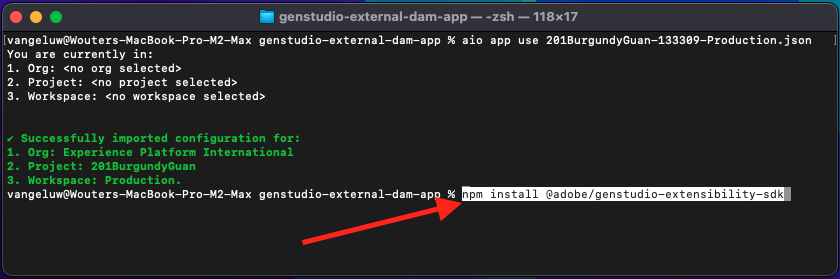 genstudio-external-dam-app — -zsh — 118×17
[vangeluw@Wouters-MacBook-Pro-M2-Max genstudio-external-dam-app % aio app use 201BurgundyGuan-133309-Production.json ]
You are currently in:
1. Org: <no org selected>
2. Project: <no project selected>
3. Workspace: <no workspace selected>
✔ Successfully imported configuration for:
1. Org: Experience Platform International
2. Project: 201BurgundyGuan
3. Workspace: Production.
vangeluw@Wouters-MacBook-Pro-M2-Max genstudio-external-dam-app % npm install @adobe/genstudio-extensibility-sdk